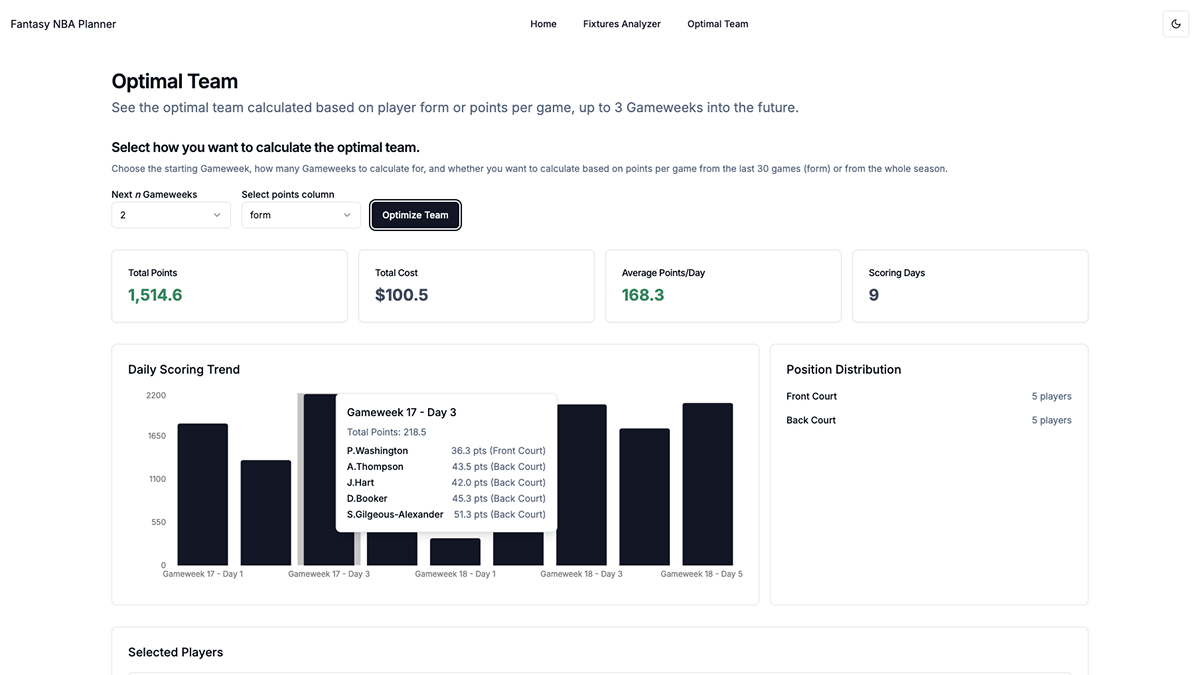 Fantasy NBA Planner
Home
Fixtures Analyzer
Optimal Team
Optimal Team
See the optimal team calculated based on player form or points per game, up to 3 Gameweeks into the future.
Select how you want to calculate the optimal team.
Choose the starting Gameweek, how many Gameweeks to calculate for, and whether you want to calculate based on points per game from the last 30 games (form) or from the whole season.
Next n Gameweeks
Select points column
2
form
Optimize Team
Total Points
1,514.6
Total Cost
$100.5
Average Points/Day
168.3
Scoring Days
9
Daily Scoring Trend
2200
1650
1100
550
0
Gameweek 17 - Day 3
Total Points: 218.5
P.Washington 36.3 pts (Front Court)
A.Thompson 43.5 pts (Back Court)
J.Hart 42.0 pts (Back Court)
D.Booker 45.3 pts (Back Court)
S.Gilgeous-Alexander 51.3 pts (Back Court)
Gameweek 17 - Day 1
Gameweek 17 - Day 3
Gameweek 18 - Day 1
Gameweek 18 - Day 3
Gameweek 18 - Day 5
Position Distribution
Front Court 5 players
Back Court 5 players
Selected Players